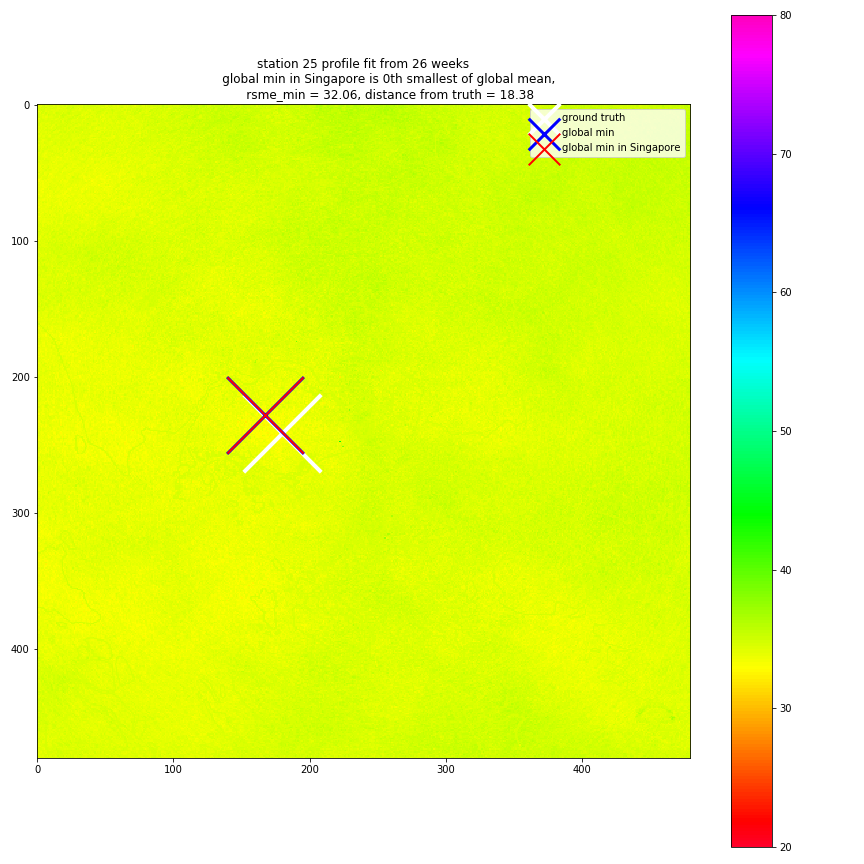 station 25 profile fit from 26 weeks
global min in Singapore is 0th smallest of global mean,
rsme_min = 32.06, distance from truth = 18.38
ground truth
global min
global min in Singapore
0
100
200
300
400
0 100 200 300 400
80
70
60
50
40
30
20